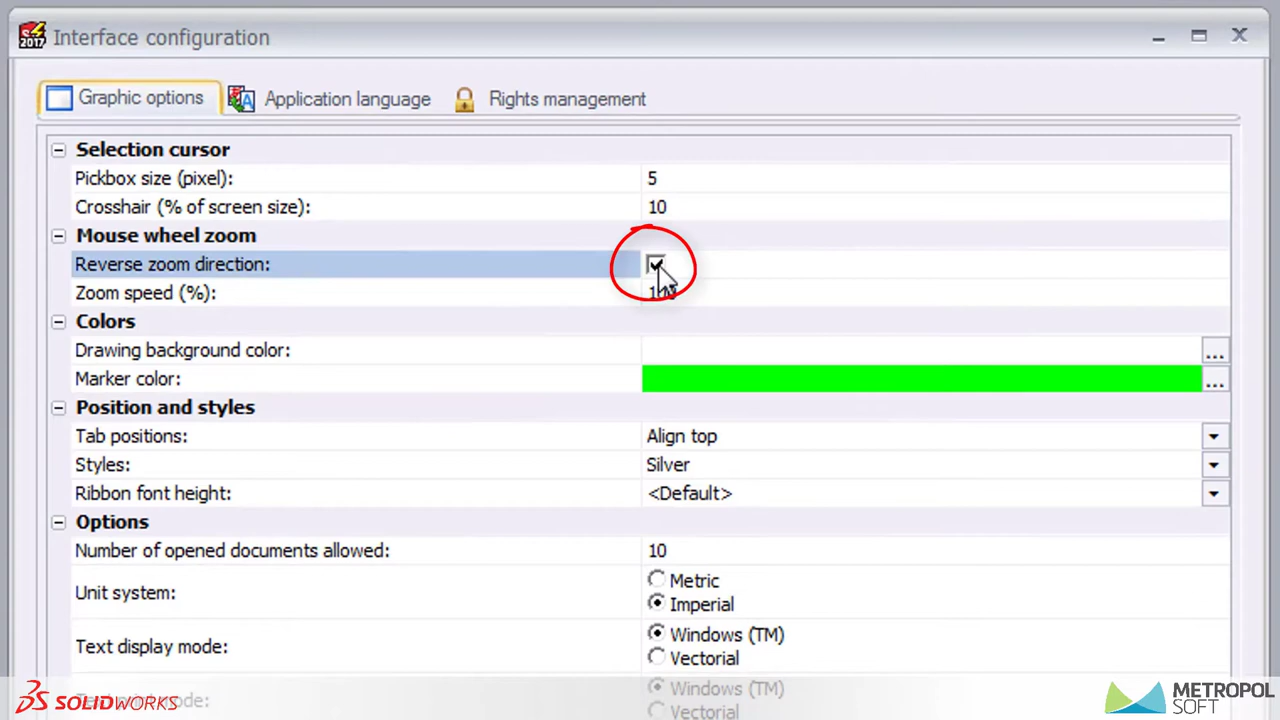 S 4 2017 Interface configuration
Graphic options Application language Rights management
Selection cursor
Pickbox size (pixel): 5
Crosshair (% of screen size): 10
Mouse wheel zoom
Reverse zoom direction:
Zoom speed (%):
Colors
Drawing background color: ...
Marker color: ...
Position and styles
Tab positions: Align top
Styles: Silver
Ribbon font height: <Default>
Options
Number of opened documents allowed: 10
Unit system: Metric
Imperial
Text display mode: Windows (TM)
Vectorial
mode: Windows (TM)
Vectorial
SOLIDWORKS
METROPOL
SOFT